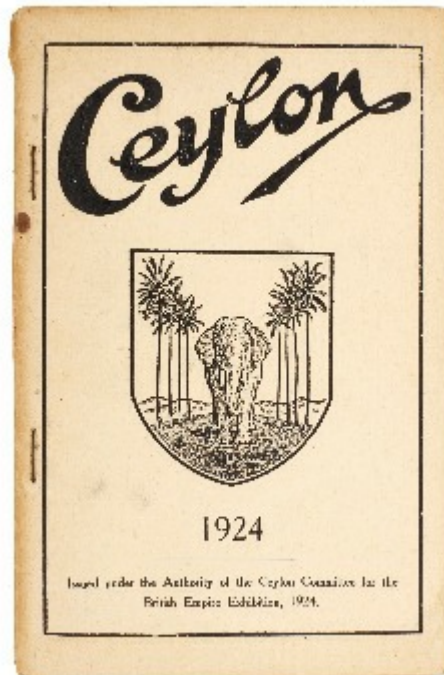 Ceylon
1924
Issued under the Authority of the Ceylon Committee for the
British Empire Exhibition, 1924.